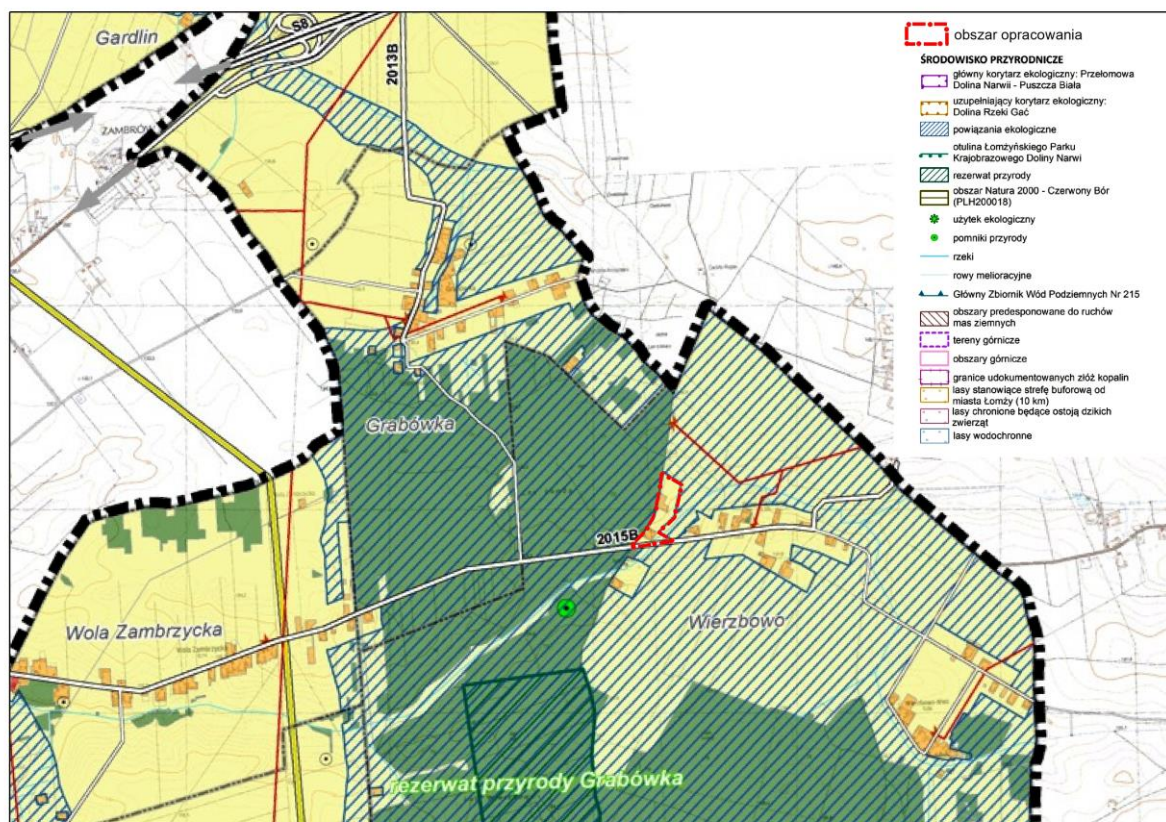 Gardlin
S8
2013B
ZAMBRÓW
Grabówka
2015B
Wola Zambrzycka
Wola Zambrzycka
Wierzbowo
rezerwat przyrody Grabówka
obszar opracowania
ŚRODOWISKO PRZYRODNICZE
główny korytarz ekologiczny: Przełomowa
Dolina Narwii - Puszcza Biała
uzupełniający korytarz ekologiczny:
Dolina Rzeki Gać
powiązania ekologiczne
otulina Łomżyńskiego Parku
Krajobrazowego Doliny Narwi
rezerwat przyrody
obszar Natura 2000 - Czerwony Bór
(PLH200018)
użytek ekologiczny
pomniki przyrody
rzeki
rowy melioracyjne
Główny Zbiornik Wód Podziemnych Nr 215
obszary predesponowane do ruchów
mas ziemnych
tereny górnicze
obszary górnicze
granice udokumentowanych złóż kopalin
lasy stanowiące strefę buforową od
miasta Łomży (10 km)
lasy chronione będące ostoją dzikich
zwierząt
lasy wodochronne